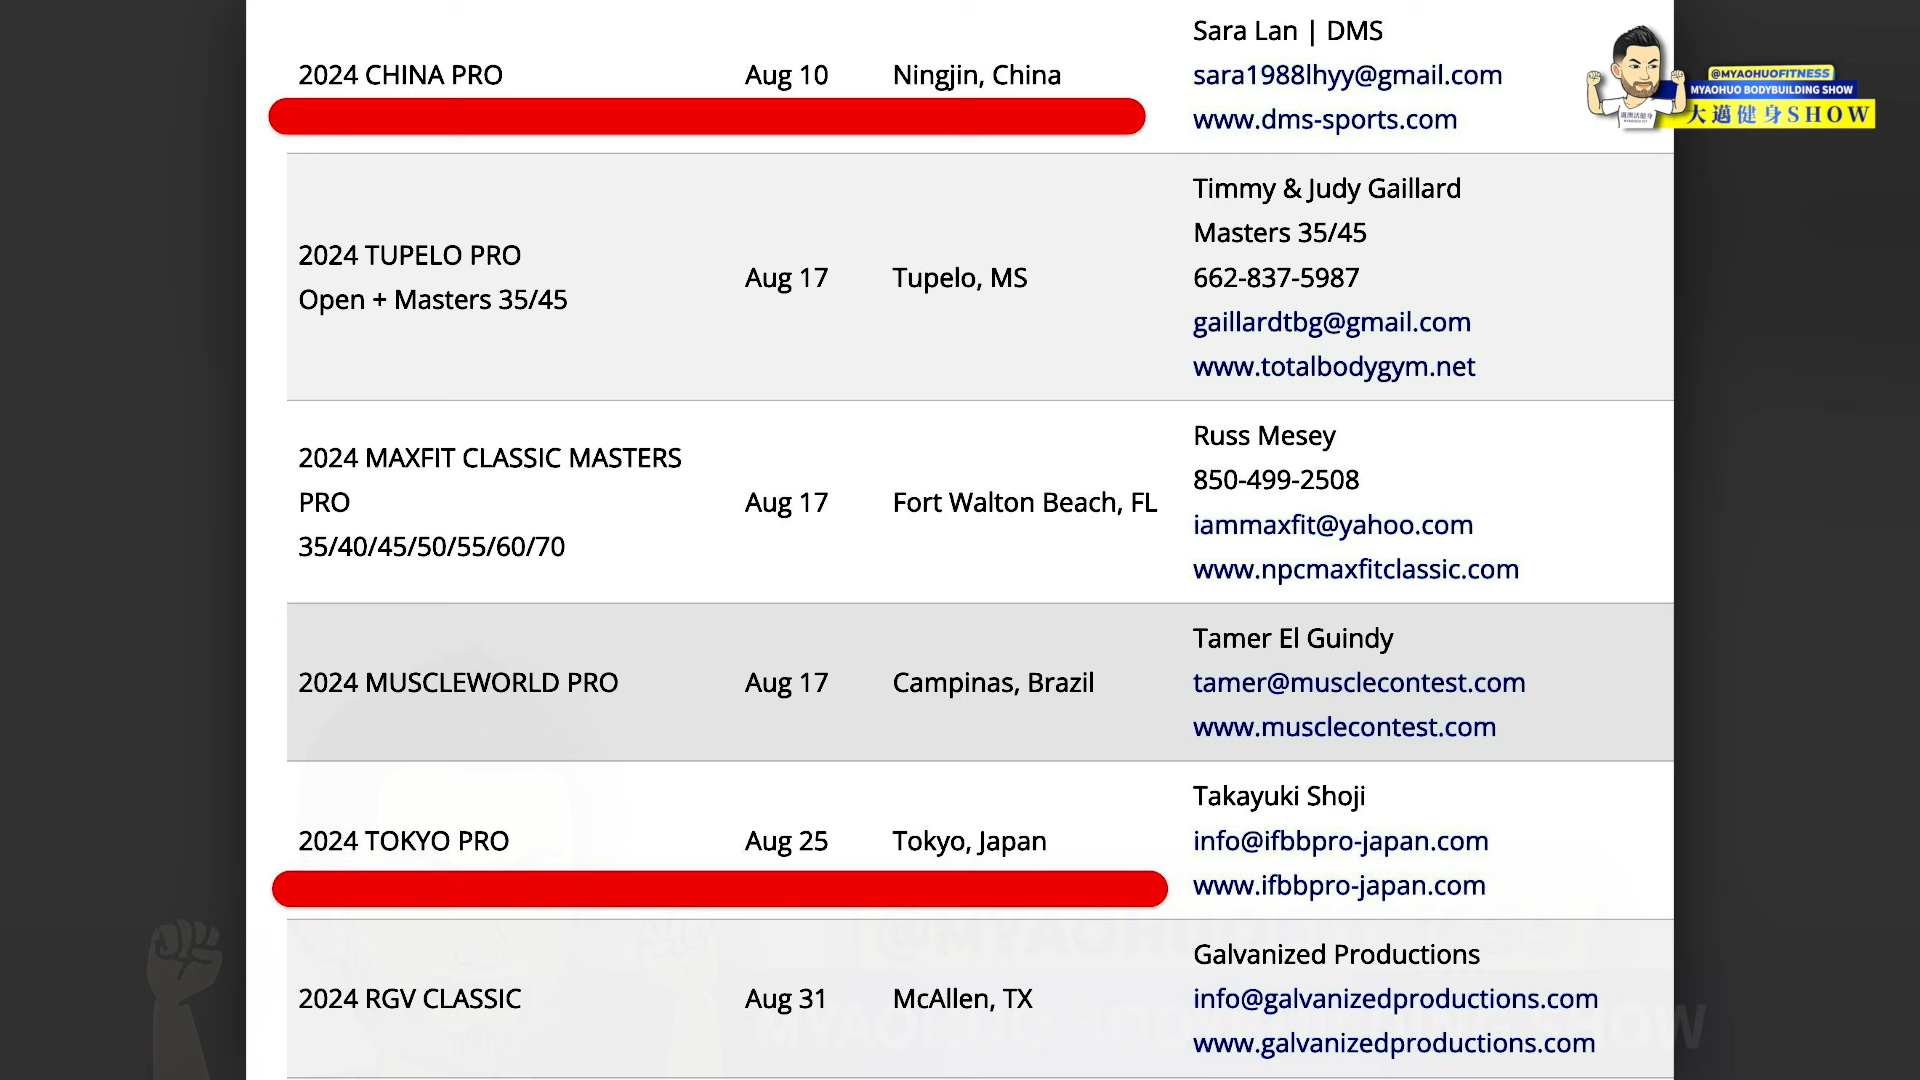 Sara Lan | DMS
2024 CHINA PRO Aug 10 Ningjin, China sara1988lhyy@gmail.com
www.dms-sports.com
Timmy & Judy Gaillard
Masters 35/45
2024 TUPELO PRO
Open + Masters 35/45
Aug 17 Tupelo, MS 662-837-5987
gaillardtbg@gmail.com
www.totalbodygym.net
2024 MAXFIT CLASSIC MASTERS
PRO
35/40/45/50/55/60/70
Aug 17 Fort Walton Beach, FL
Russ Mesey
850-499-2508
iammaxfit@yahoo.com
www.npcmaxfitclassic.com
Tamer El Guindy
2024 MUSCLEWORLD PRO Aug 17 Campinas, Brazil tamer@musclecontest.com
www.musclecontest.com
Takayuki Shoji
2024 TOKYO PRO Aug 25 Tokyo, Japan info@ifbbpro-japan.com
www.ifbbpro-japan.com
Galvanized Productions
2024 RGV CLASSIC Aug 31 McAllen, TX info@galvanizedproductions.com
www.galvanizedproductions.com
@MYAOHUOFITNESS
MYAOHUO BODYBUILDING SHOW
大邁健身SHOW